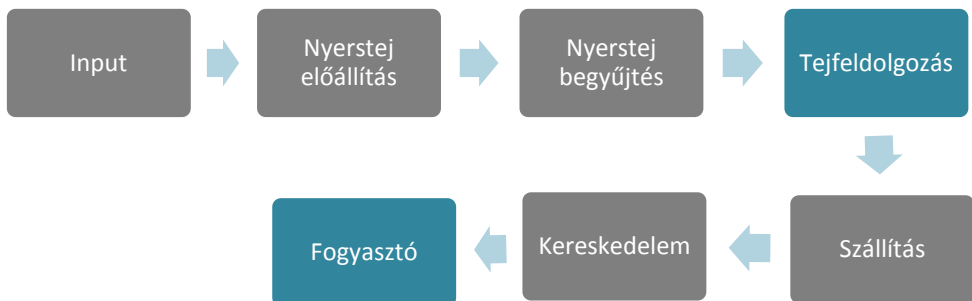 Input
Nyerstej
előállítás
Nyerstej
begyűjtés
Tejfeldolgozás
Fogyasztó
Kereskedelem
Szállítás